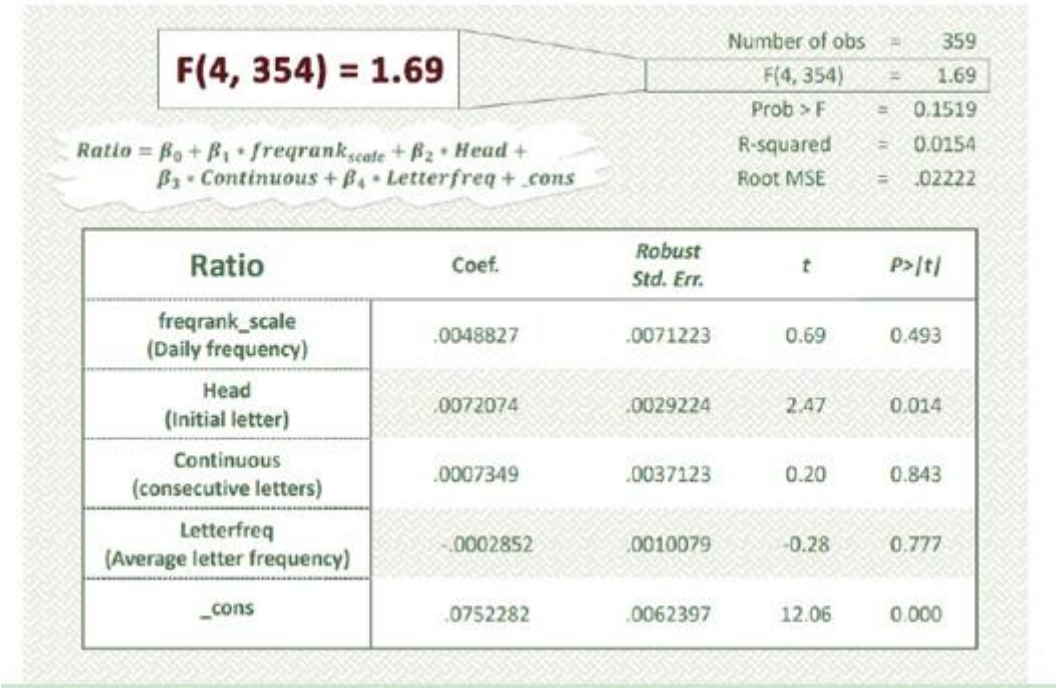 F(4, 354) = 1.69
Number of obs = 359
F(4, 354) = 1.69
Prob > F = 0.1519
R-squared = 0.0154
Root MSE = .02222
Ratio = β₀ + β₁ * freqrank_scale + β₂ * Head +
β₃ * Continuous + β₄ * Letterfreq + _cons
Ratio Coef. Robust Std. Err. t P>|t|
freqrank_scale
(Daily frequency) .0048827 .0071223 0.69 0.493
Head
(Initial letter) .0072074 .0029224 2.47 0.014
Continuous
(consecutive letters) .0007349 .0037123 0.20 0.843
Letterfreq
(Average letter frequency) -.0002852 .0010079 -0.28 0.777
_cons .0752282 .0062397 12.06 0.000